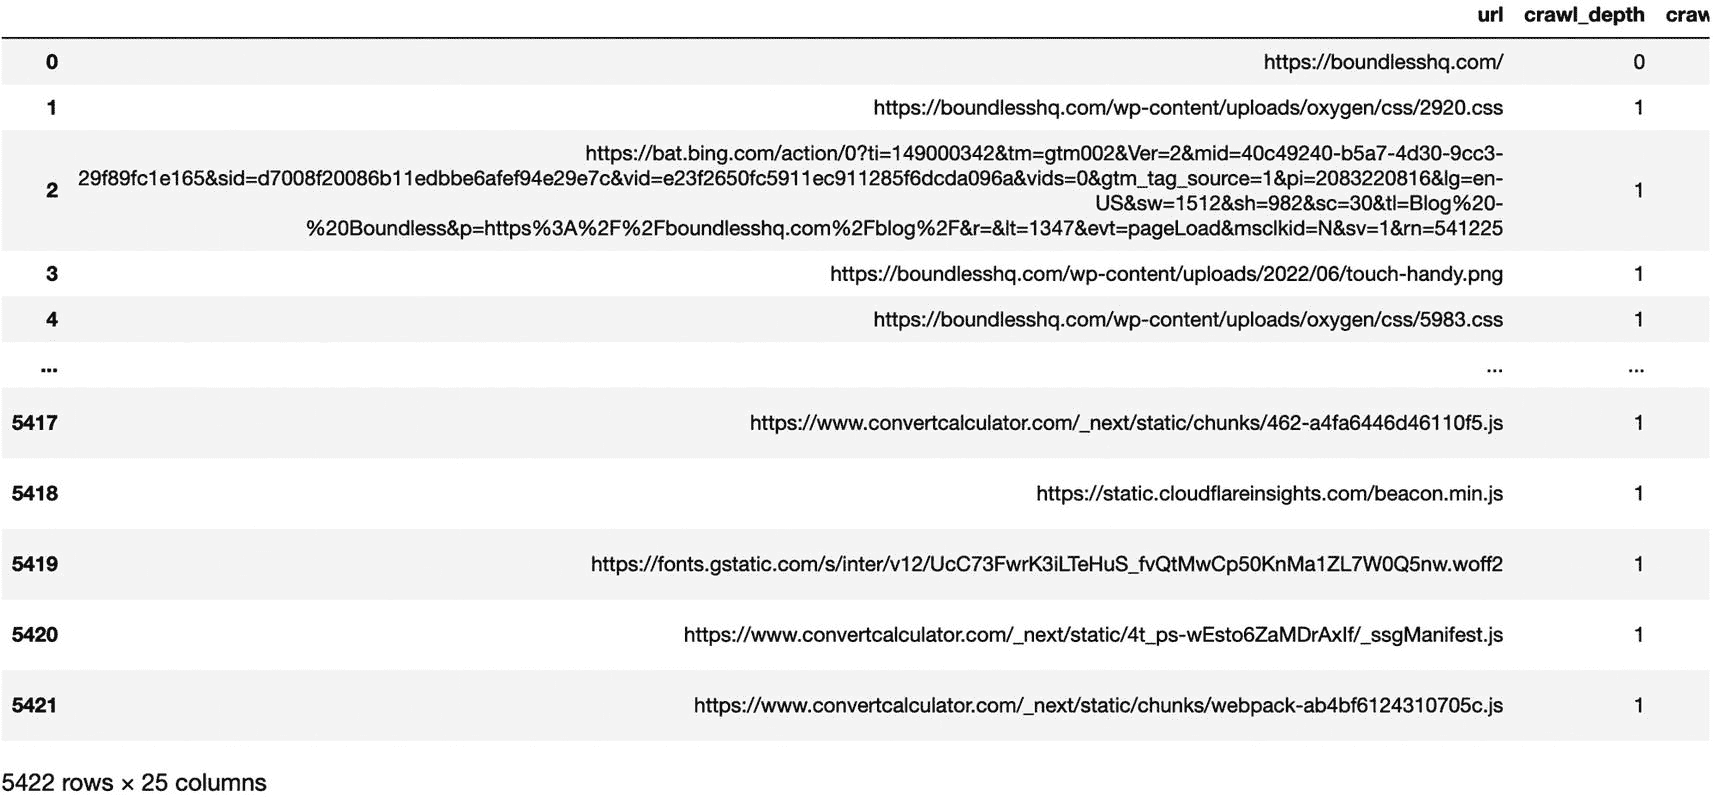 url crawl_depth craw
0 https://boundlesshq.com/ 0
1 https://boundlesshq.com/wp-content/uploads/oxygen/css/2920.css 1
https://bat.bing.com/action/0?ti=149000342&tm=gtm002&Ver=2&mid=40c49240-b5a7-4d30-9cc3-
29f89fc1e165&sid=d7008f20086b11edbbe6afef94e29e7c&vid=e23f2650fc5911ec911285f6dcda096a&vids=0&gtm_tag_source=1&pi=2083220816&lg=en-
2 US&sw=1512&sh=982&sc=30&tl=Blog%20- 1
%20Boundless&p=https%3A%2F%2Fboundlesshq.com%2Fblog%2F&r=&lt=1347&evt=pageLoad&msclkid=N&sv=1&rn=541225
3 https://boundlesshq.com/wp-content/uploads/2022/06/touch-handy.png 1
4 https://boundlesshq.com/wp-content/uploads/oxygen/css/5983.css 1
... ... ...
5417 https://www.convertcalculator.com/_next/static/chunks/462-a4fa6446d46110f5.js 1
5418 https://static.cloudflareinsights.com/beacon.min.js 1
5419 https://fonts.gstatic.com/s/inter/v12/UcC73FwrK3iLTeHuS_fvQtMwCp50KnMa1ZL7W0Q5nw.woff2 1
5420 https://www.convertcalculator.com/_next/static/4t_ps-wEsto6ZaMDrAxIf/_ssgManifest.js 1
5421 https://www.convertcalculator.com/_next/static/chunks/webpack-ab4bf6124310705c.js 1
5422 rows × 25 columns